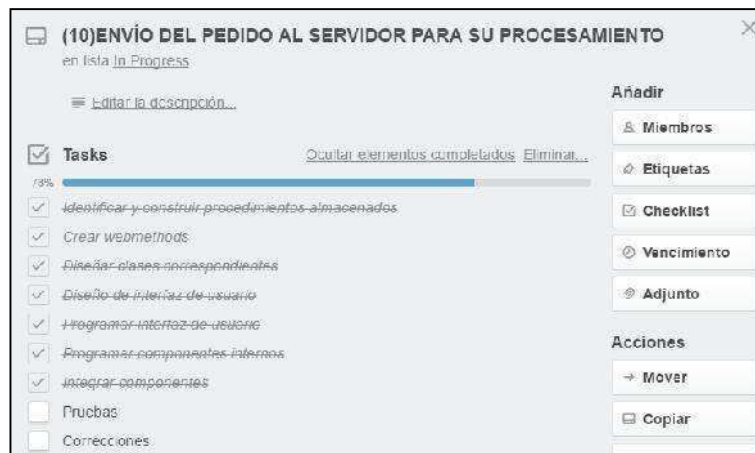 (10)ENVÍO DEL PEDIDO AL SERVIDOR PARA SU PROCESAMIENTO
en lista In Progress
Editar la descripción...
Tasks
Ocultar elementos completados Eliminar...
78%
Identificar y construir procedimientos almacenados
Crear webmethods
Diseñar clases correspondientes
Diseño de interfaz de usuario
Programar interfaz de usuario
Programar componentes internos
Integrar componentes
Pruebas
Correcciones
Añadir
Miembros
Etiquetas
Checklist
Vencimiento
Adjunto
Acciones
Mover
Copiar